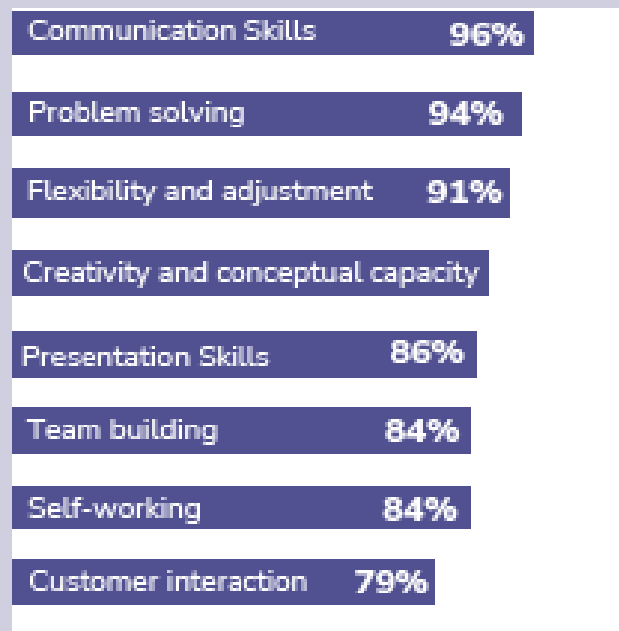 Communication Skills 96%
Problem solving 94%
Flexibility and adjustment 91%
Creativity and conceptual capacity
Presentation Skills 86%
Team building 84%
Self-working 84%
Customer interaction 79%